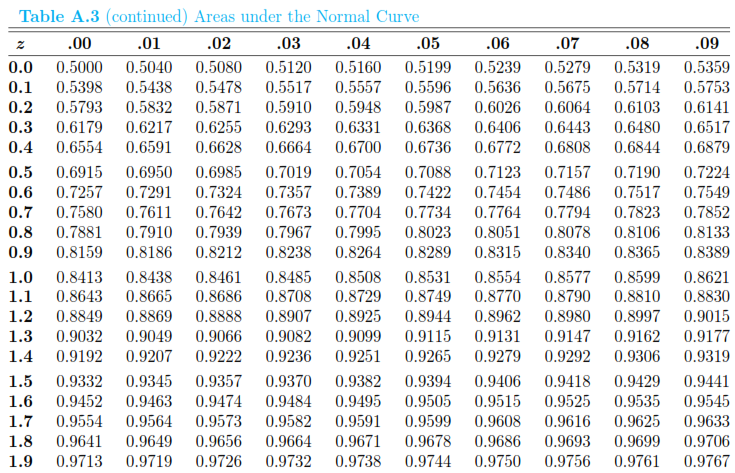 Table A.3 (continued) Areas under the Normal Curve
z .00 .01 .02 .03 .04 .05 .06 .07 .08 .09
0.0 0.5000 0.5040 0.5080 0.5120 0.5160 0.5199 0.5239 0.5279 0.5319 0.5359
0.1 0.5398 0.5438 0.5478 0.5517 0.5557 0.5596 0.5636 0.5675 0.5714 0.5753
0.2 0.5793 0.5832 0.5871 0.5910 0.5948 0.5987 0.6026 0.6064 0.6103 0.6141
0.3 0.6179 0.6217 0.6255 0.6293 0.6331 0.6368 0.6406 0.6443 0.6480 0.6517
0.4 0.6554 0.6591 0.6628 0.6664 0.6700 0.6736 0.6772 0.6808 0.6844 0.6879
0.5 0.6915 0.6950 0.6985 0.7019 0.7054 0.7088 0.7123 0.7157 0.7190 0.7224
0.6 0.7257 0.7291 0.7324 0.7357 0.7389 0.7422 0.7454 0.7486 0.7517 0.7549
0.7 0.7580 0.7611 0.7642 0.7673 0.7704 0.7734 0.7764 0.7794 0.7823 0.7852
0.8 0.7881 0.7910 0.7939 0.7967 0.7995 0.8023 0.8051 0.8078 0.8106 0.8133
0.9 0.8159 0.8186 0.8212 0.8238 0.8264 0.8289 0.8315 0.8340 0.8365 0.8389
1.0 0.8413 0.8438 0.8461 0.8485 0.8508 0.8531 0.8554 0.8577 0.8599 0.8621
1.1 0.8643 0.8665 0.8686 0.8708 0.8729 0.8749 0.8770 0.8790 0.8810 0.8830
1.2 0.8849 0.8869 0.8888 0.8907 0.8925 0.8944 0.8962 0.8980 0.8997 0.9015
1.3 0.9032 0.9049 0.9066 0.9082 0.9099 0.9115 0.9131 0.9147 0.9162 0.9177
1.4 0.9192 0.9207 0.9222 0.9236 0.9251 0.9265 0.9279 0.9292 0.9306 0.9319
1.5 0.9332 0.9345 0.9357 0.9370 0.9382 0.9394 0.9406 0.9418 0.9429 0.9441
1.6 0.9452 0.9463 0.9474 0.9484 0.9495 0.9505 0.9515 0.9525 0.9535 0.9545
1.7 0.9554 0.9564 0.9573 0.9582 0.9591 0.9599 0.9608 0.9616 0.9625 0.9633
1.8 0.9641 0.9649 0.9656 0.9664 0.9671 0.9678 0.9686 0.9693 0.9699 0.9706
1.9 0.9713 0.9719 0.9726 0.9732 0.9738 0.9744 0.9750 0.9756 0.9761 0.9767